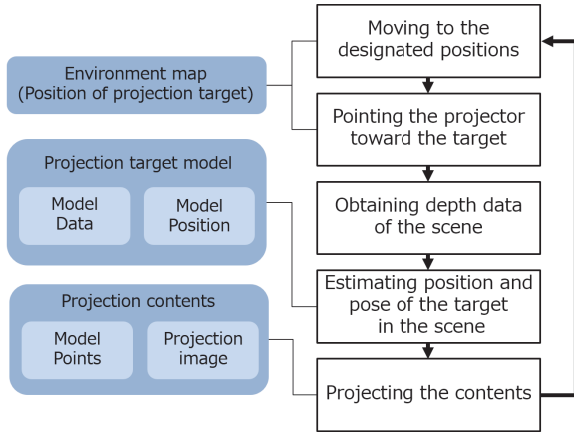 Moving to the
designated positions
Environment map
(Position of projection target)
Pointing the projector
toward the target
Projection target model
Model
Data
Model
Position
Obtaining depth data
of the scene
Estimating position and
pose of the target
in the scene
Projection contents
Model
Points
Projection
image
Projecting the contents